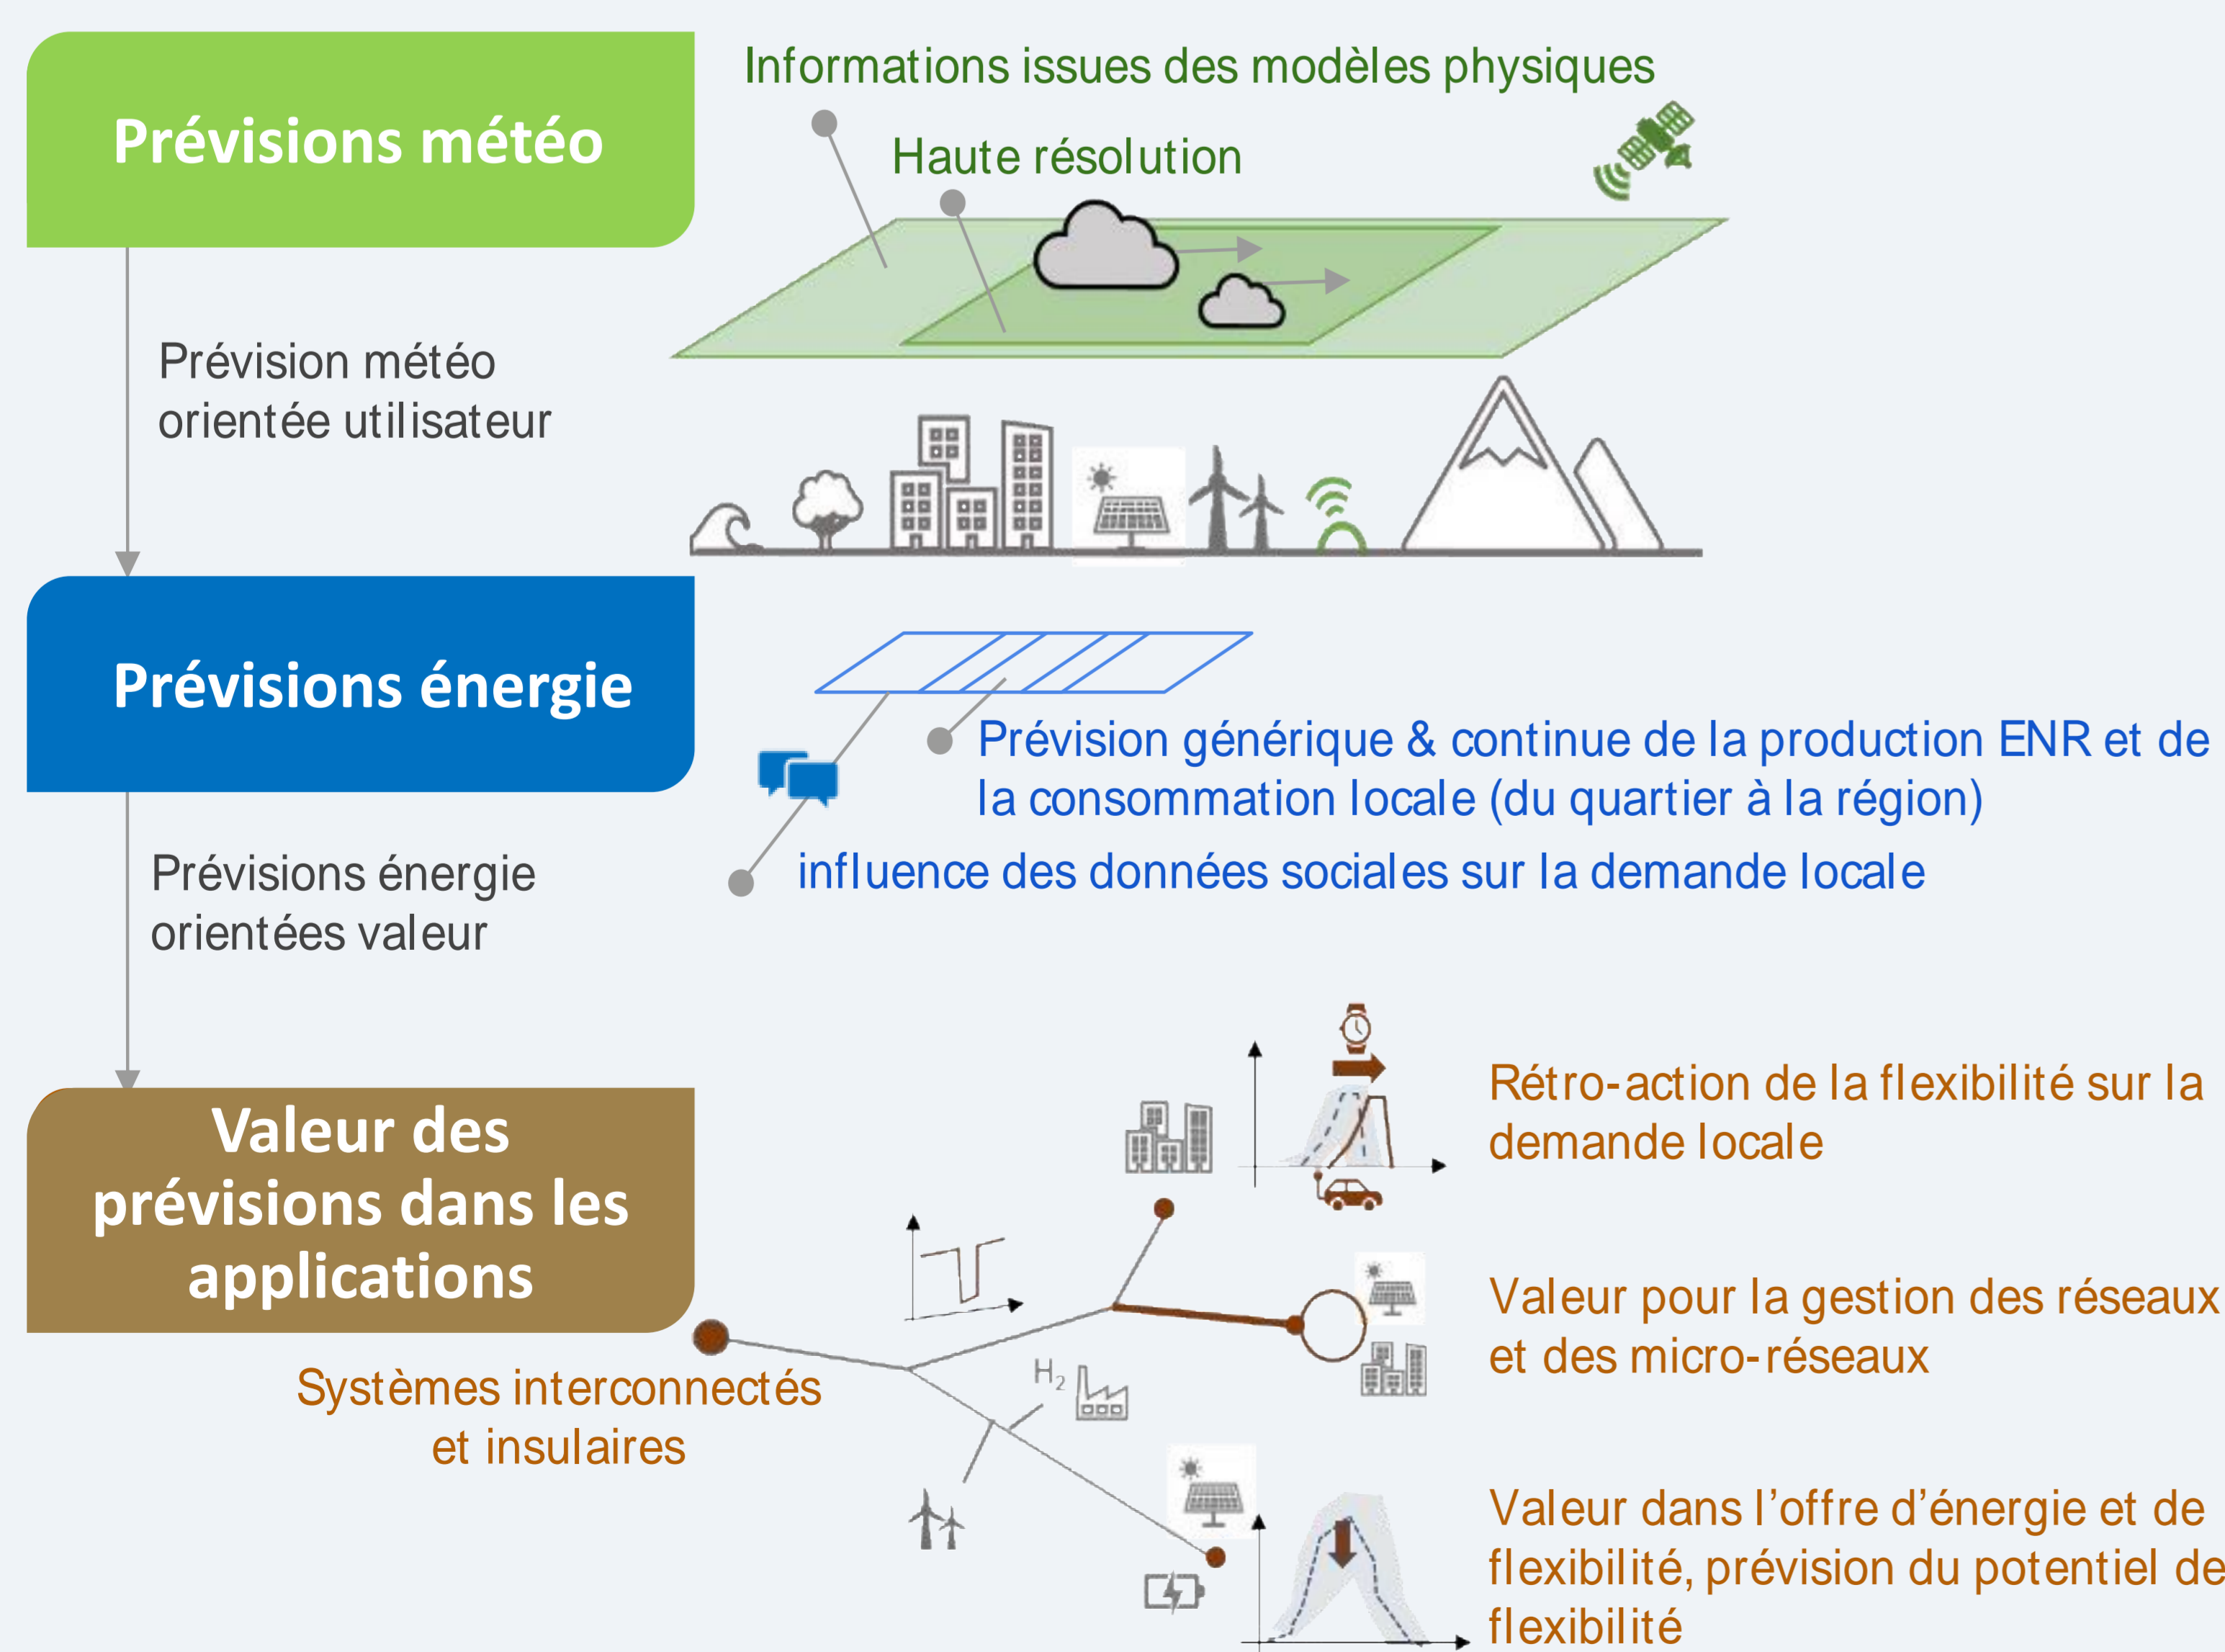 Prévisions météo
Informations issues des modèles physiques
Haute résolution
Prévision météo
orientée utilisateur
Prévisions énergie
Prévision générique & continue de la production ENR et de
la consommation locale (du quartier à la région)
influence des données sociales sur la demande locale
Prévisions énergie
orientées valeur
Valeur des
prévisions dans les
applications
Rétro-action de la flexibilité sur la
demande locale
Valeur pour la gestion des réseaux
et des micro-réseaux
Systèmes interconnectés
et insulaires
H₂
Valeur dans l’offre d’énergie et de
flexibilité, prévision du potentiel de
flexibilité